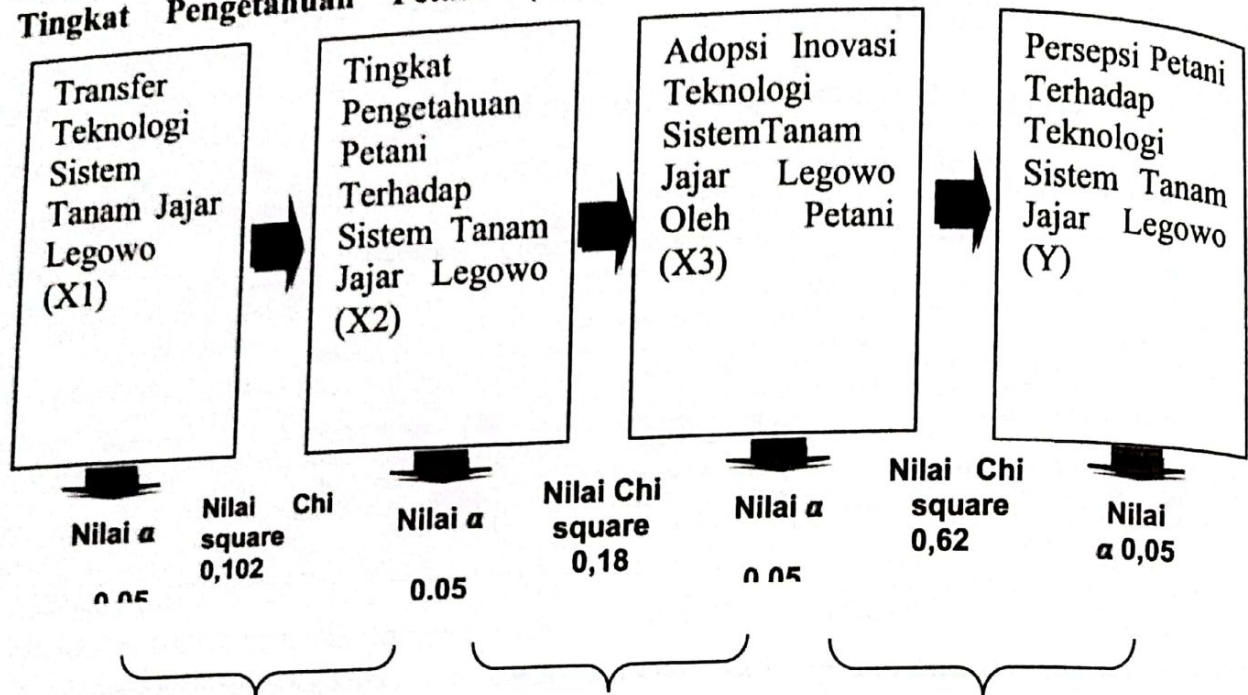 Tingkat Pengetahuan
Transfer
Teknologi
Sistem
Tanam Jajar
Legowo
(X1)
Tingkat
Pengetahuan
Petani
Terhadap
Sistem Tanam
Jajar Legowo
(X2)
Adopsi Inovasi
Teknologi
SistemTanam
Jajar Legowo
Oleh Petani
(X3)
Persepsi Petani
Terhadap
Teknologi
Sistem Tanam
Jajar Legowo
(Y)
Nilai α
0.05
Nilai Chi
square
0,102
Nilai α
0.05
Nilai Chi
square
0,18
Nilai α
0.05
Nilai Chi
square
0,62
Nilai
α 0,05